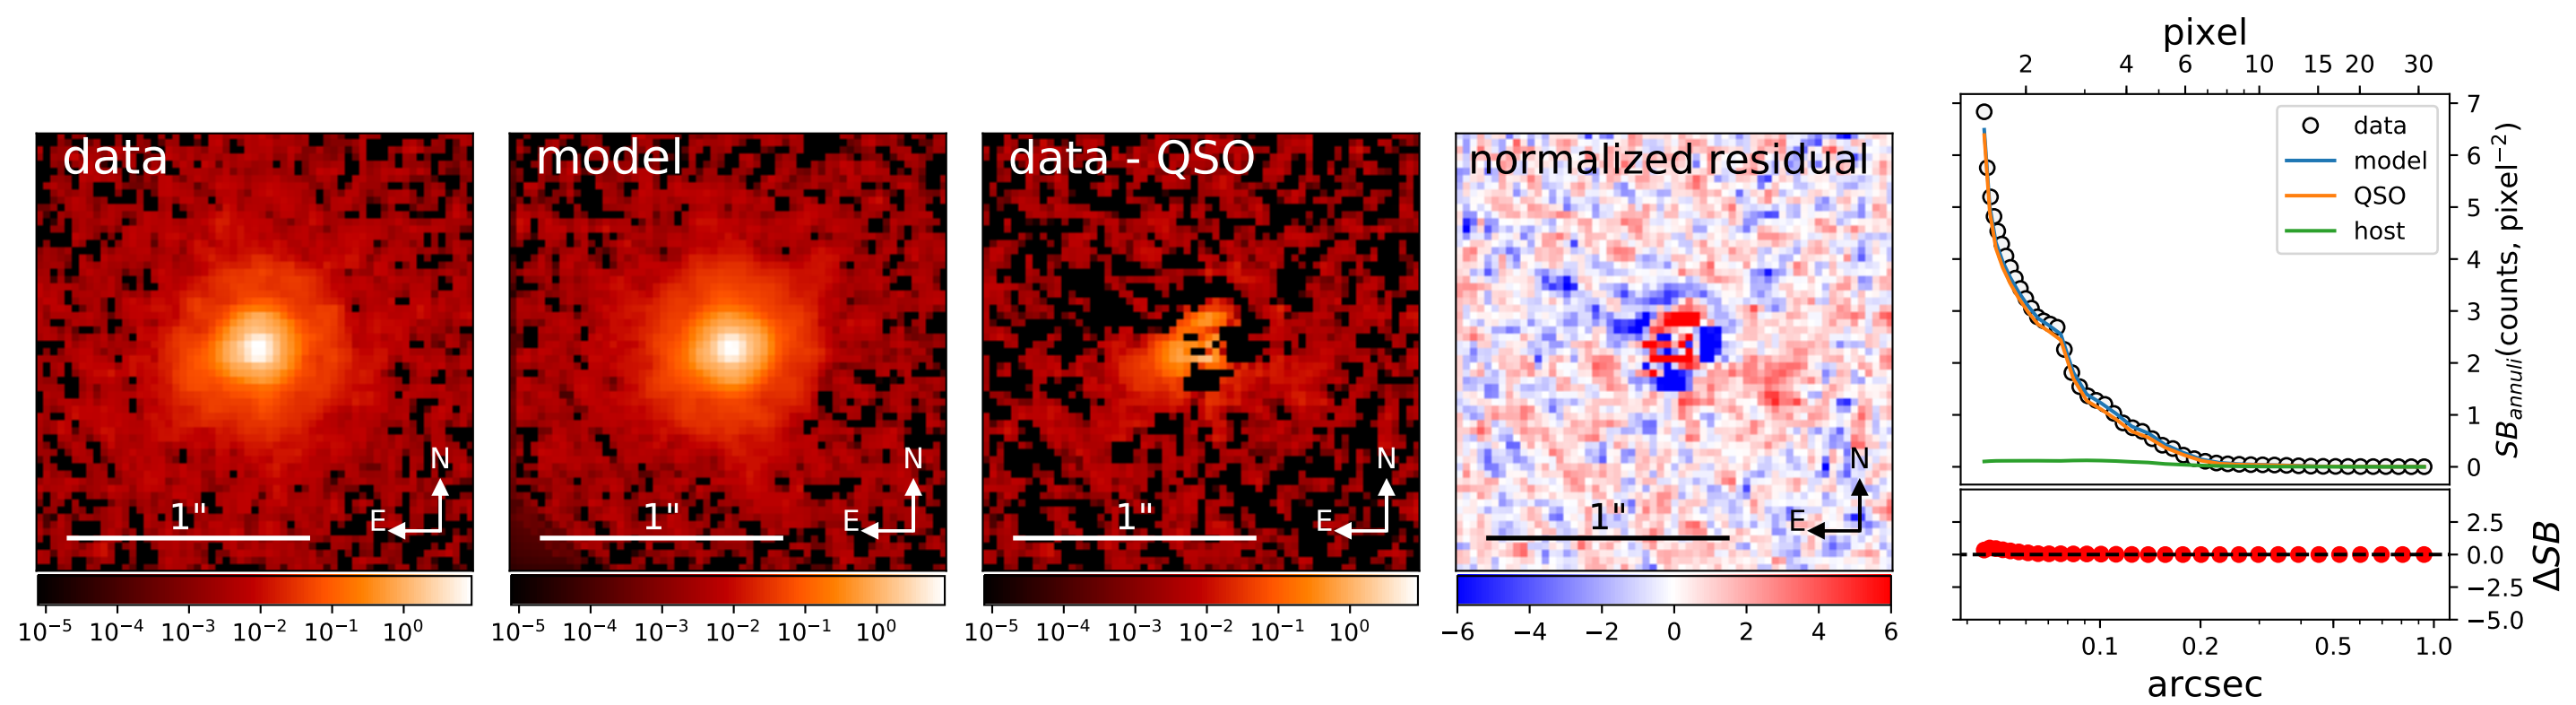 data
N
E
1"
10⁻⁵ 10⁻⁴ 10⁻³ 10⁻² 10⁻¹ 10⁰
model
N
E
1"
10⁻⁵ 10⁻⁴ 10⁻³ 10⁻² 10⁻¹ 10⁰
data - QSO
N
E
1"
10⁻⁵ 10⁻⁴ 10⁻³ 10⁻² 10⁻¹ 10⁰
normalized residual
N
E
1"
−6 −4 −2 0 2 4 6
pixel
2 4 6 10 15 20 30
data
model
QSO
host
7
6
5
4
3
2
1
0
SB_annuli(counts, pixel⁻²)
2.5
0.0
−2.5
−5.0
ΔSB
0.1 0.2 0.5 1.0
arcsec